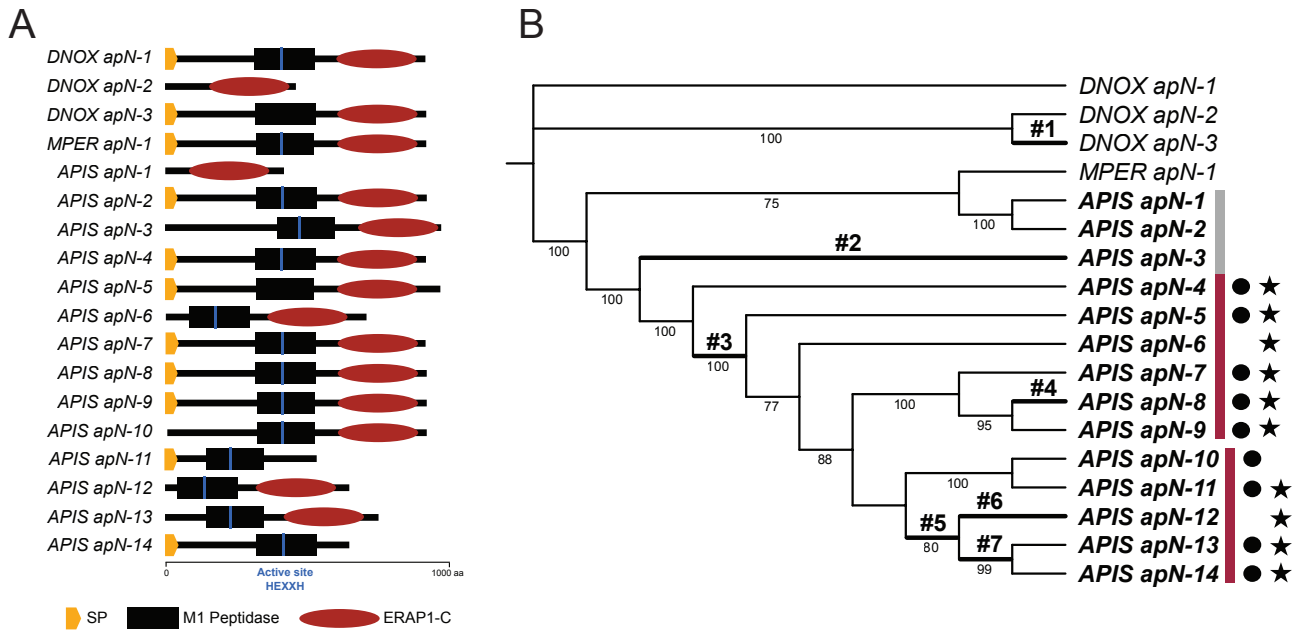 A
DNOX apN-1
DNOX apN-2
DNOX apN-3
MPER apN-1
APIS apN-1
APIS apN-2
APIS apN-3
APIS apN-4
APIS apN-5
APIS apN-6
APIS apN-7
APIS apN-8
APIS apN-9
APIS apN-10
APIS apN-11
APIS apN-12
APIS apN-13
APIS apN-14
0
Active site
HEXXH
1000 aa
SP
M1 Peptidase
ERAP1-C
B
DNOX apN-1
DNOX apN-2
100
#1
DNOX apN-3
MPER apN-1
APIS apN-1
75
100
APIS apN-2
100
#2
APIS apN-3
100
APIS apN-4
100
APIS apN-5
#3
100
APIS apN-6
77
APIS apN-7
100
#4
APIS apN-8
95
APIS apN-9
88
APIS apN-10
100
APIS apN-11
#6
APIS apN-12
#5
80
#7
APIS apN-13
99
APIS apN-14